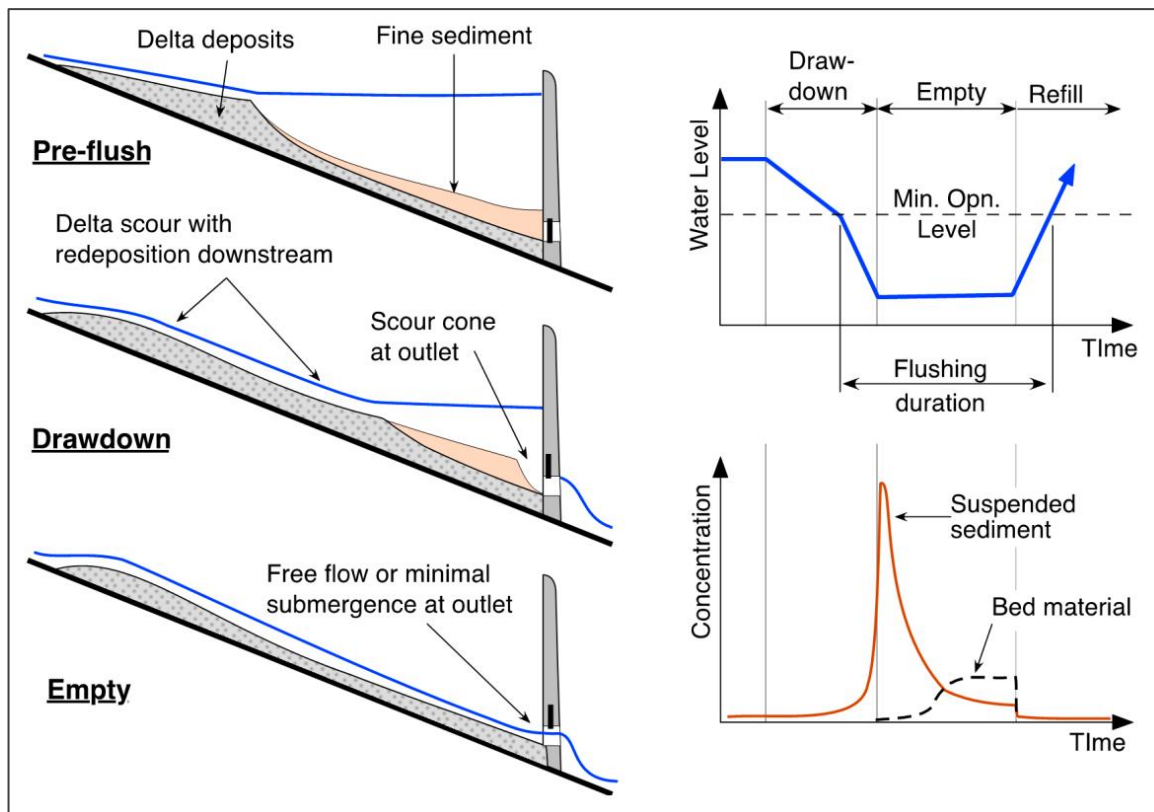 Delta deposits
Fine sediment
Pre-flush
Delta scour with
redeposition downstream
Scour cone
at outlet
Drawdown
Free flow or minimal
submergence at outlet
Empty
Draw-
down
Empty
Refill
Water Level
Min. Opn.
Level
TIme
Flushing
duration
Concentration
Suspended
sediment
Bed material
TIme